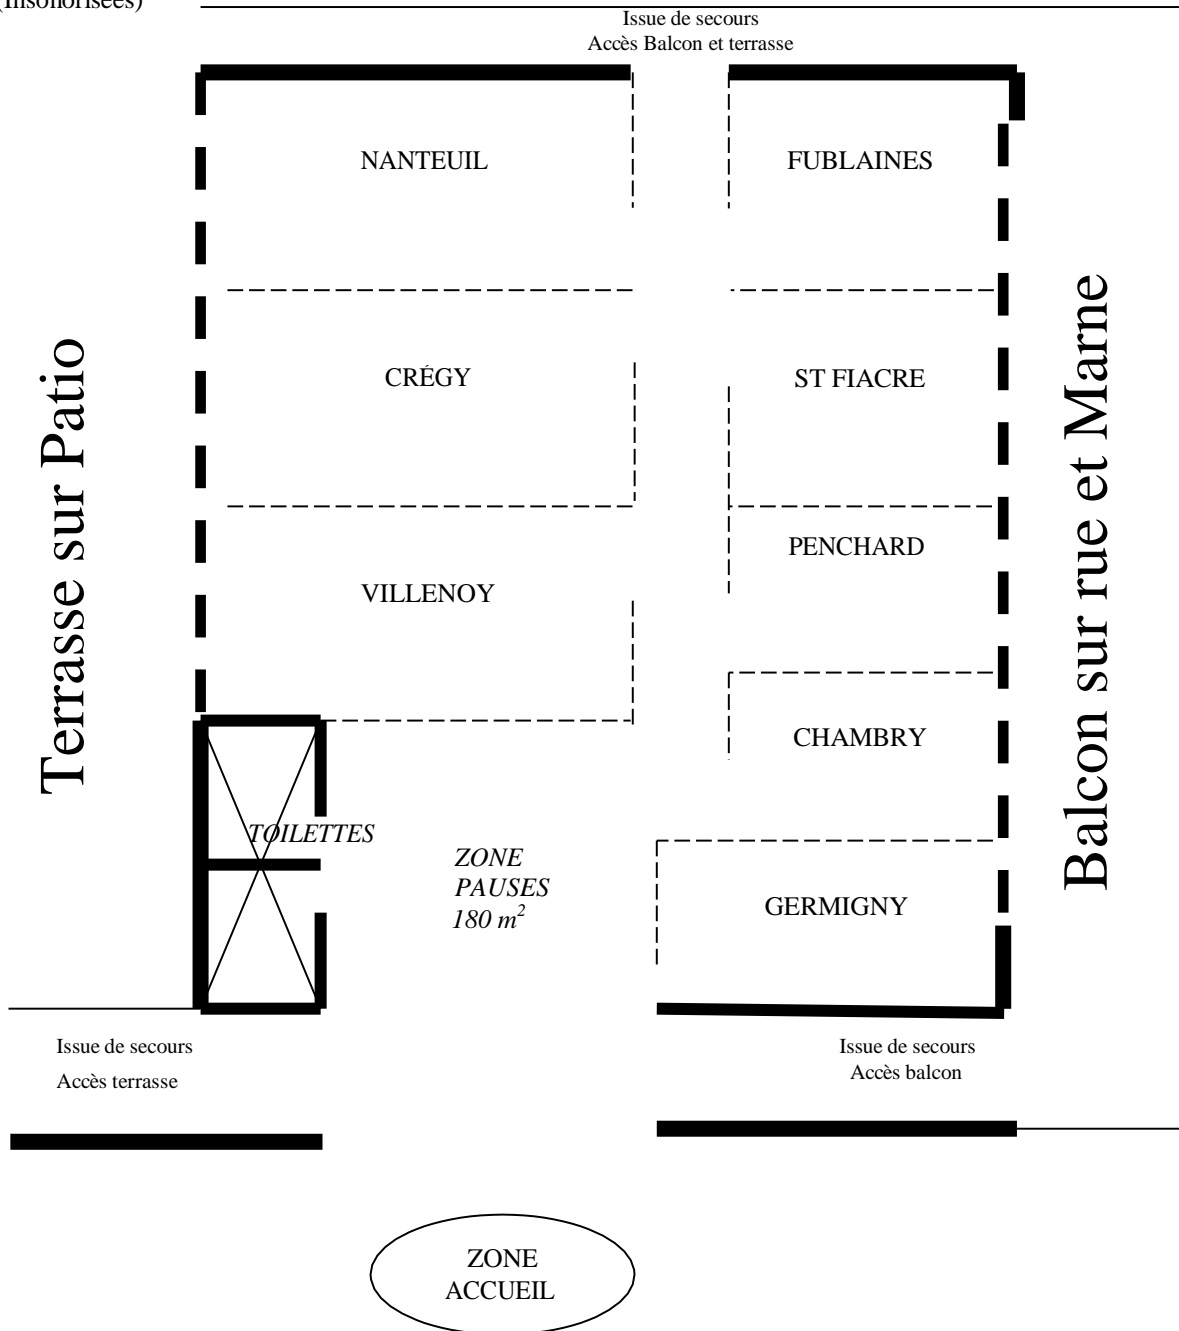 (Insonorisées)
Issue de secours
Accès Balcon et terrasse
NANTEUIL
FUBLAINES
CRÉGY
ST FIACRE
Terrasse sur Patio
Balcon sur rue et Marne
PENCHARD
VILLENOY
CHAMBRY
TOILETTES
ZONE
PAUSES
180 m²
GERMIGNY
Issue de secours
Accès terrasse
Issue de secours
Accès balcon
ZONE
ACCUEIL